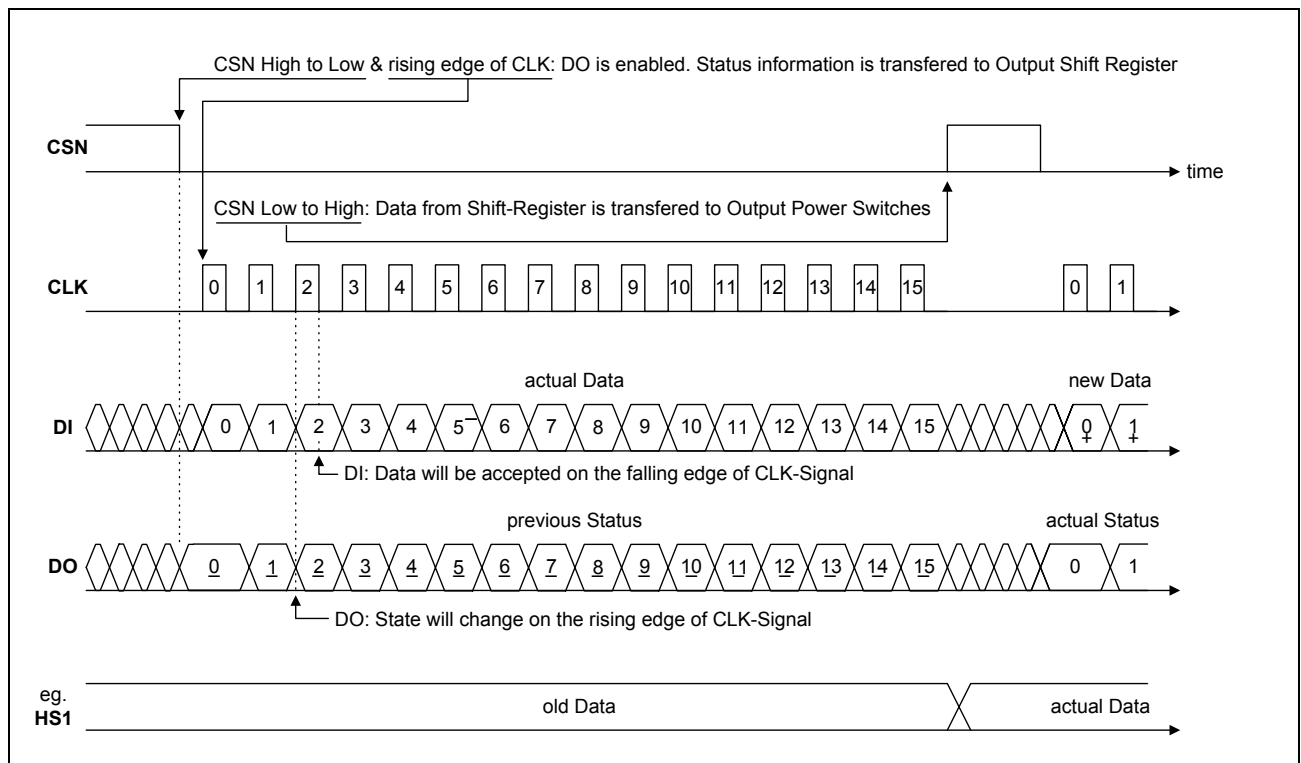 CSN High to Low & rising edge of CLK: DO is enabled. Status information is transfered to Output Shift Register
CSN
time
CSN Low to High: Data from Shift-Register is transfered to Output Power Switches
CLK 0 1 2 3 4 5 6 7 8 9 10 11 12 13 14 15 0 1
actual Data new Data
DI 0 1 2 3 4 5 6 7 8 9 10 11 12 13 14 15 0 1
+ +
DI: Data will be accepted on the falling edge of CLK-Signal
previous Status actual Status
DO 0 1 2 3 4 5 6 7 8 9 10 11 12 13 14 15 0 1
DO: State will change on the rising edge of CLK-Signal
eg.
HS1 old Data actual Data